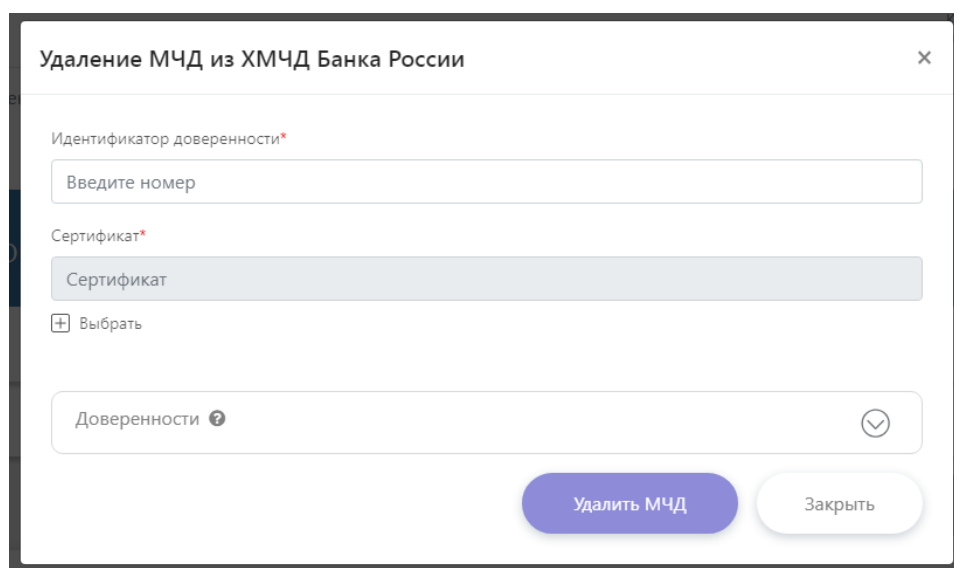 Удаление МЧД из ХМЧД Банка России
×
Идентификатор доверенности*
Введите номер
Сертификат*
Сертификат
Выбрать
Доверенности ?
Удалить МЧД Закрыть